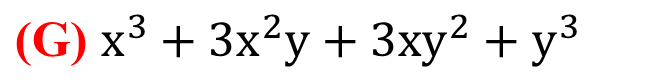 (G) x³ + 3x²y + 3xy² + y³